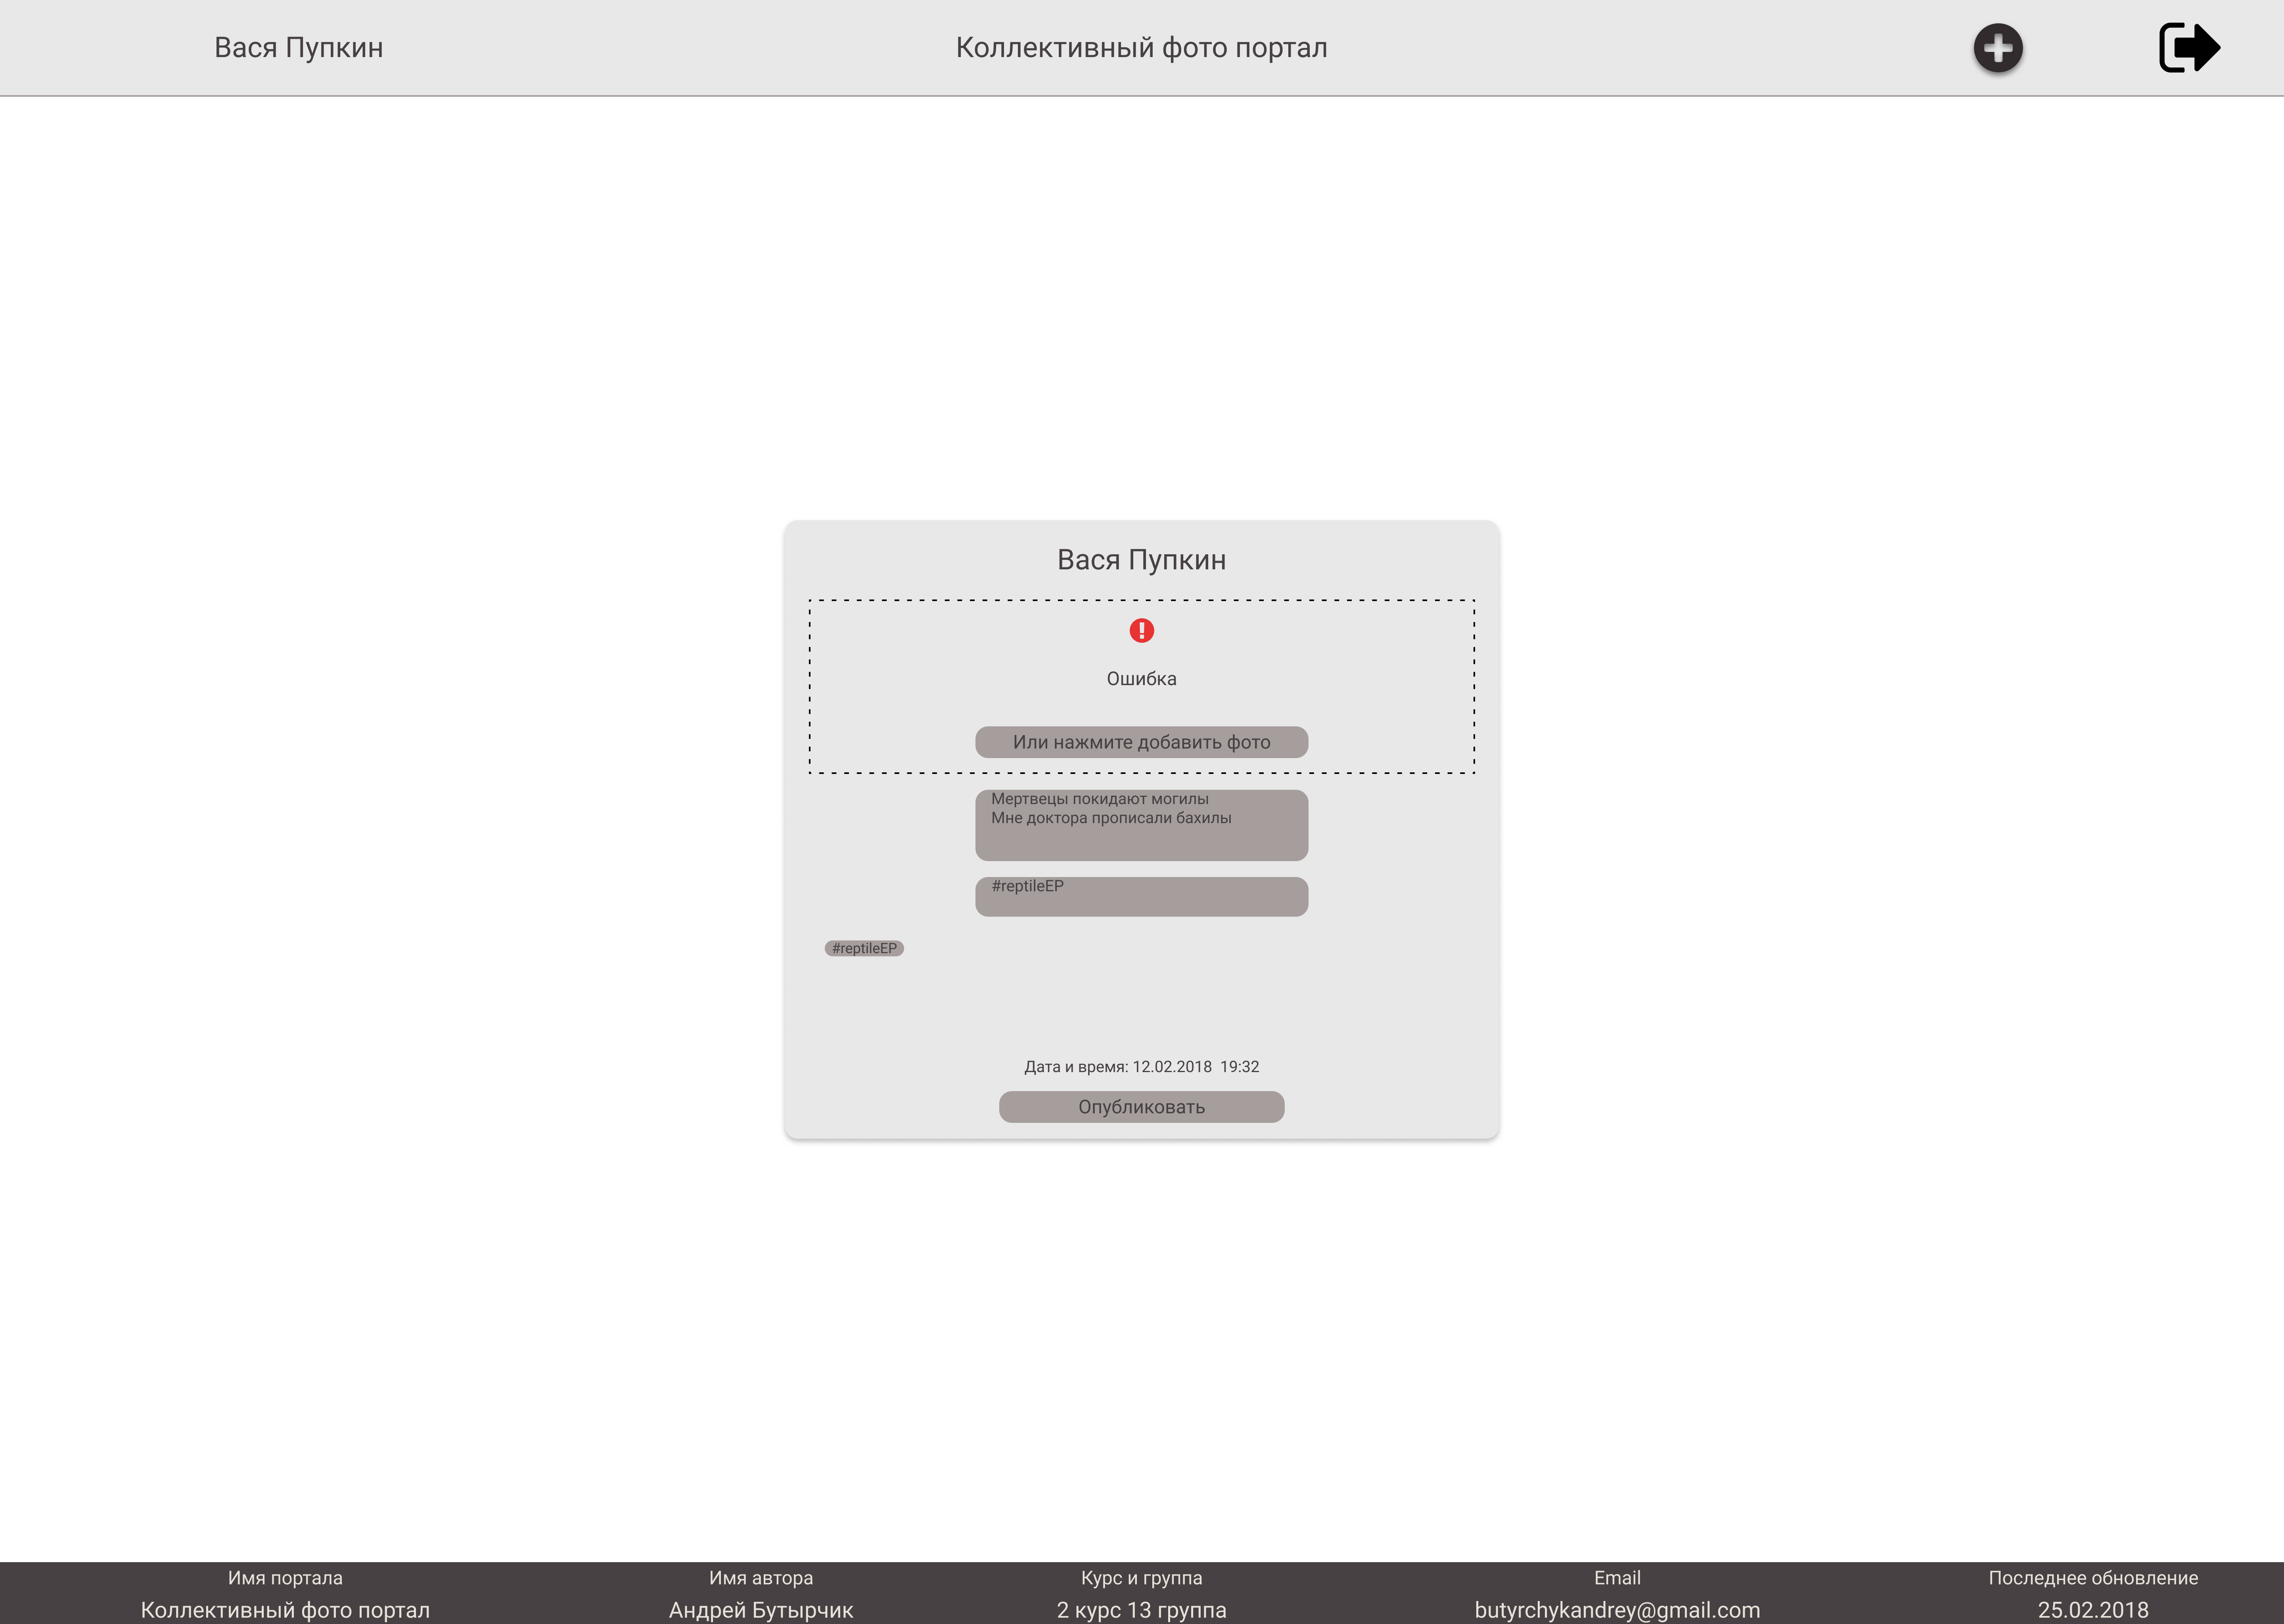 Вася Пупкин
Коллективный фото портал
Вася Пупкин
Ошибка
Или нажмите добавить фото
Мертвецы покидают могилы
Мне доктора прописали бахилы
#reptileEP
#reptileEP
Дата и время: 12.02.2018  19:32
Опубликовать
Имя портала
Коллективный фото портал
Имя автора
Андрей Бутырчик
Курс и группа
2 курс 13 группа
Email
butyrchykandrey@gmail.com
Последнее обновление
25.02.2018